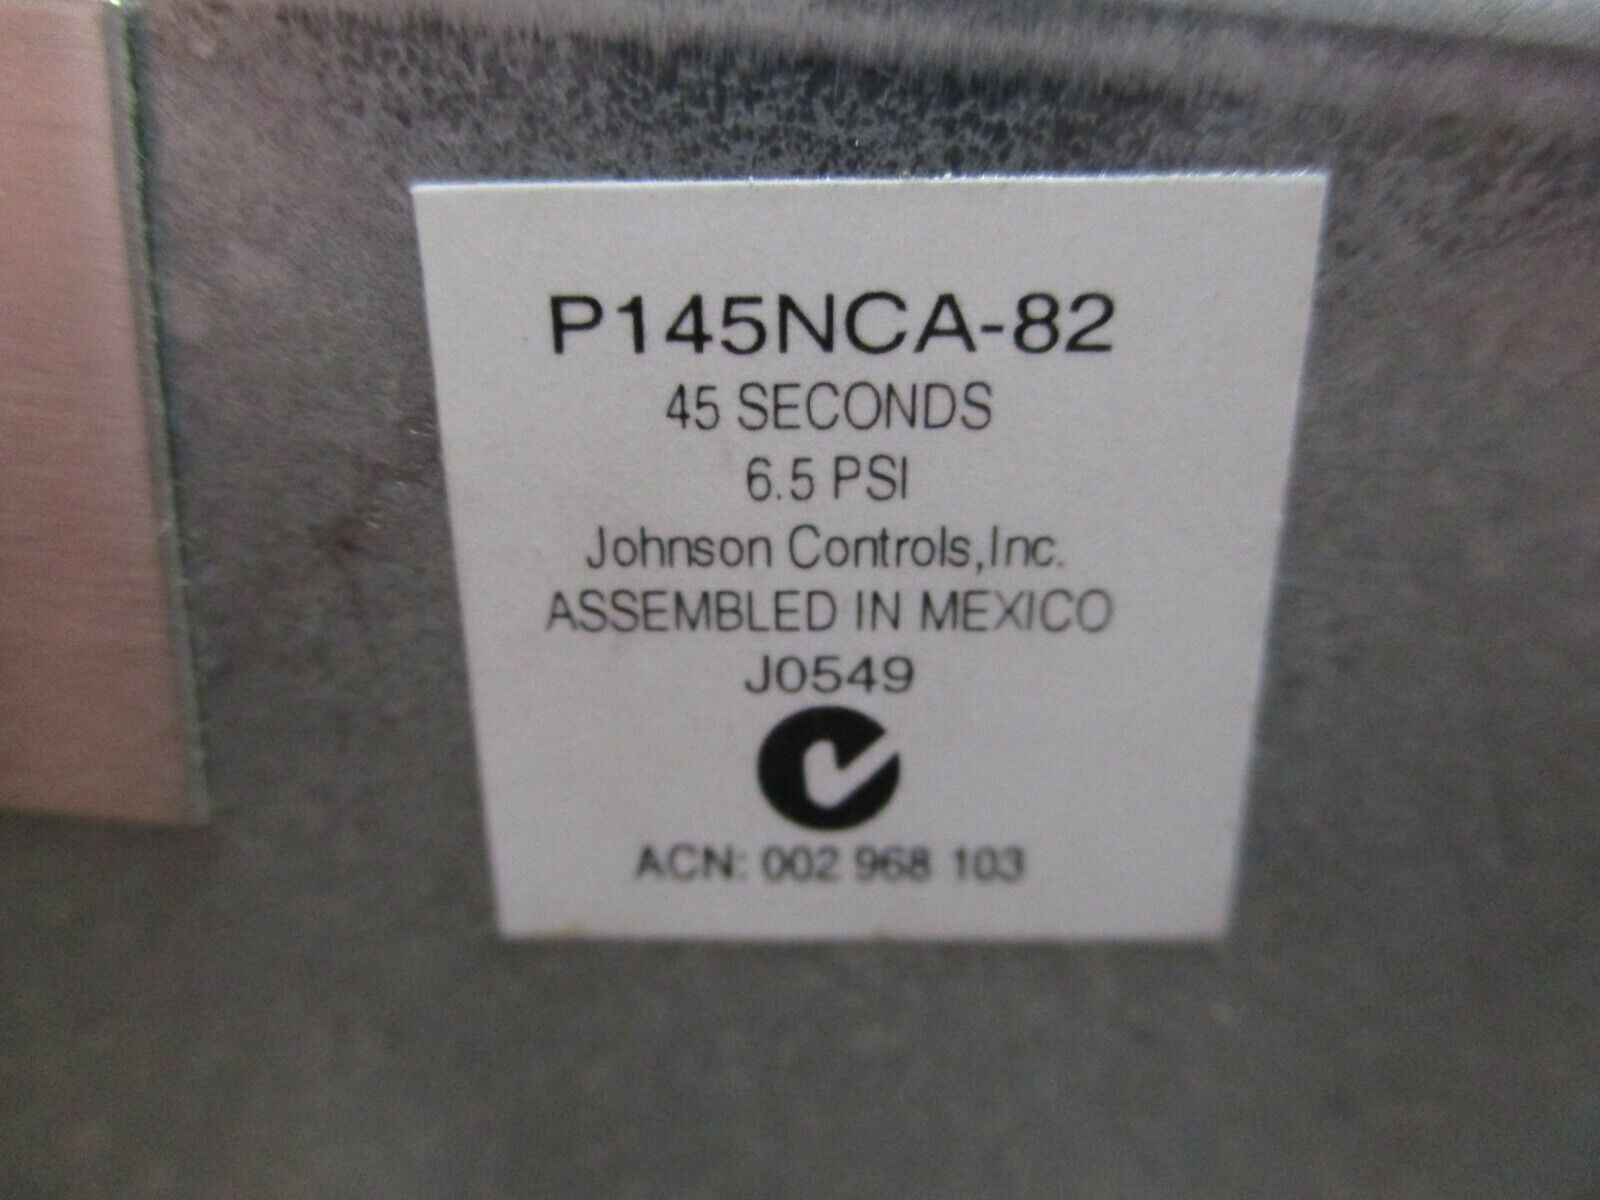 P145NCA-82
45 SECONDS
6.5 PSI
Johnson Controls,Inc.
ASSEMBLED IN MEXICO
J0549
ACN: 002 968 103